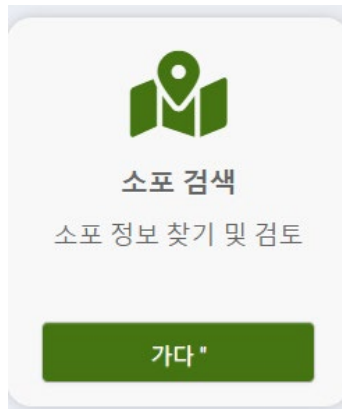 소포 검색
소포 정보 찾기 및 검토
가다 "